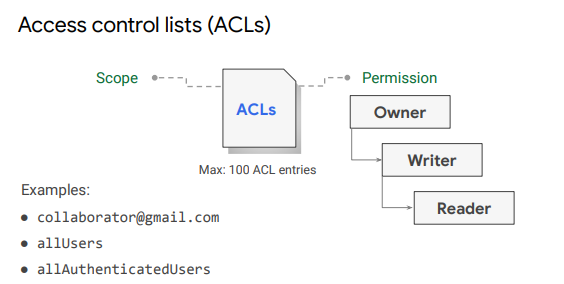 Access control lists (ACLs)
Scope
Permission
ACLs
Owner
Writer
Reader
Max: 100 ACL entries
Examples:
• collaborator@gmail.com
• allUsers
• allAuthenticatedUsers